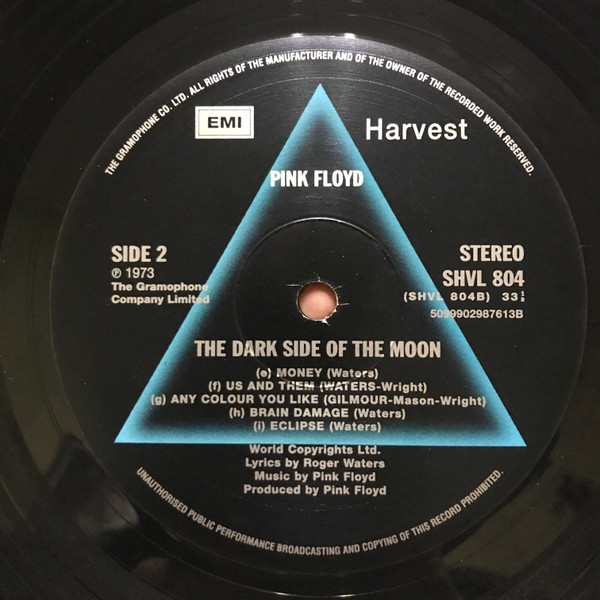 THE GRAMOPHONE CO. LTD. ALL RIGHTS OF THE MANUFACTURER AND OF THE OWNER OF THE RECORDED WORK RESERVED.
EMI
Harvest
PINK FLOYD
SIDE 2
℗ 1973
The Gramophone
Company Limited
STEREO
SHVL 804
(SHVL 804B) 33⅓
5099902987613B
THE DARK SIDE OF THE MOON
(e) MONEY (Waters)
(f) US AND THEM (WATERS-Wright)
(g) ANY COLOUR YOU LIKE (GILMOUR-Mason-Wright)
(h) BRAIN DAMAGE (Waters)
(i) ECLIPSE (Waters)
World Copyrights Ltd.
Lyrics by Roger Waters
Music by Pink Floyd
Produced by Pink Floyd
UNAUTHORISED PUBLIC PERFORMANCE BROADCASTING AND COPYING OF THIS RECORD PROHIBITED.